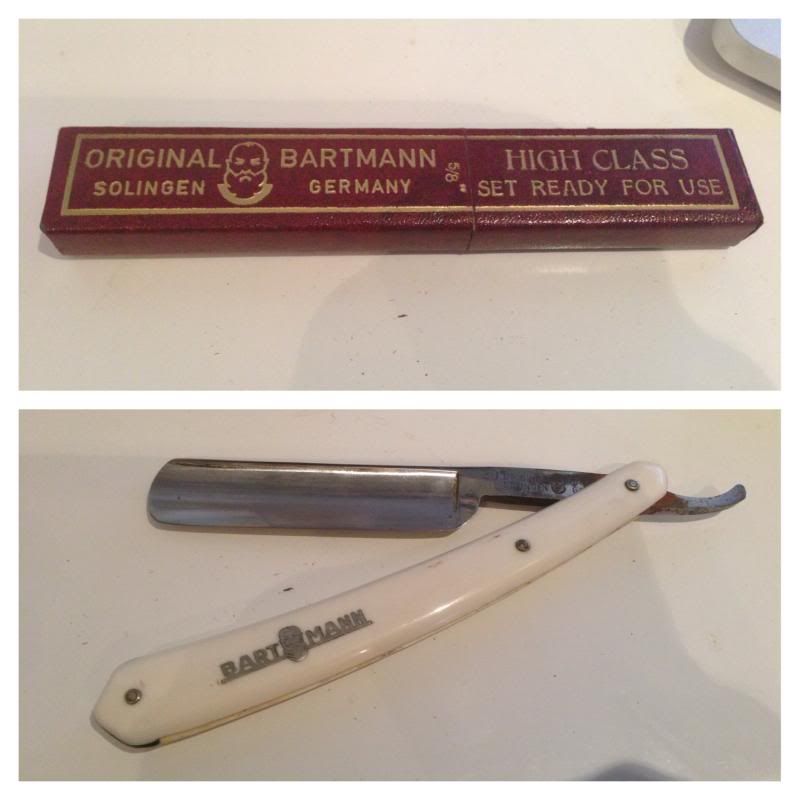 ORIGINAL BARTMANN
SOLINGEN GERMANY
5/8"
HIGH CLASS
SET READY FOR USE
BARTMANN